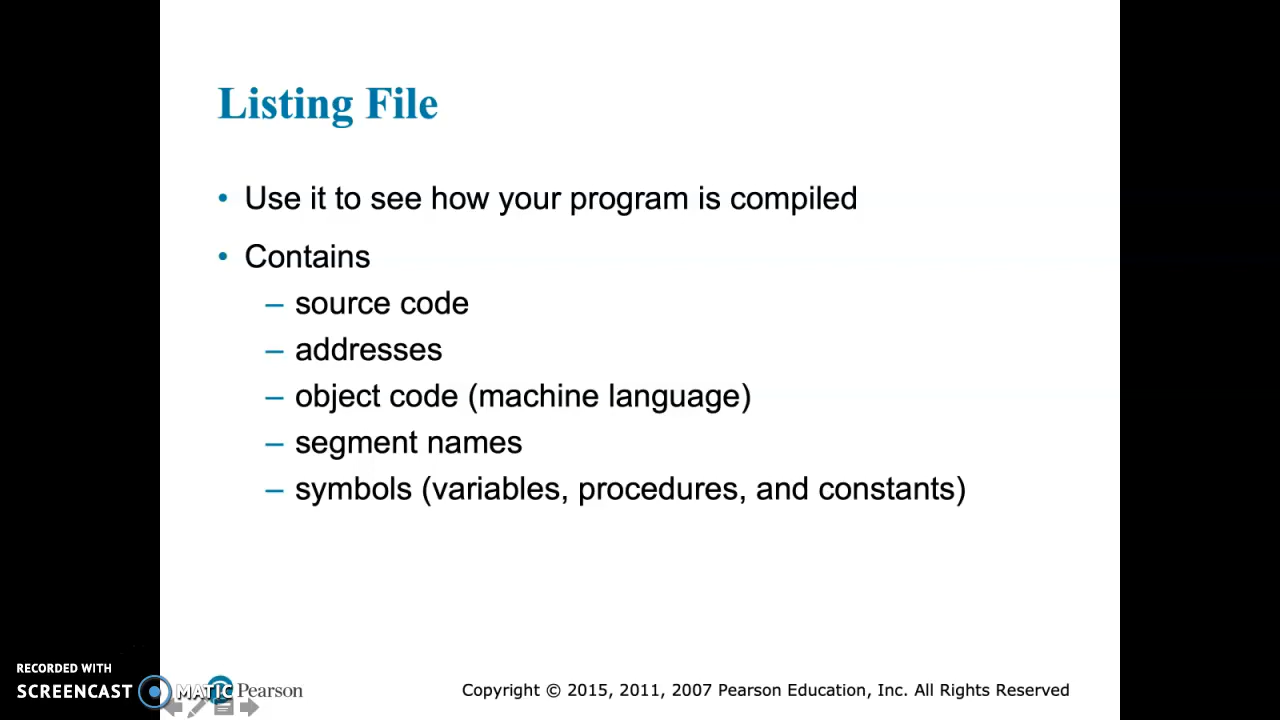 Listing File
• Use it to see how your program is compiled
• Contains
– source code
– addresses
– object code (machine language)
– segment names
– symbols (variables, procedures, and constants)
RECORDED WITH
SCREENCAST MATIC
Pearson
Copyright © 2015, 2011, 2007 Pearson Education, Inc. All Rights Reserved